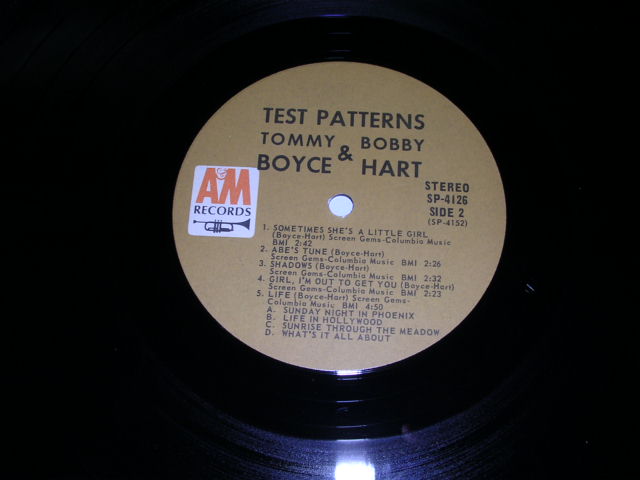 TEST PATTERNS
TOMMY & BOBBY
BOYCE HART
A&M
RECORDS
STEREO
SP-4126
SIDE 2
(SP-4152)
1. SOMETIMES SHE'S A LITTLE GIRL
(Boyce-Hart) Screen Gems-Columbia Music
BMI 2:42
2. ABE'S TUNE (Boyce-Hart)
Screen Gems-Columbia Music BMI 2:26
3. SHADOWS (Boyce-Hart)
Screen Gems-Columbia Music BMI 2:32
4. GIRL, I'M OUT TO GET YOU (Boyce-Hart)
Screen Gems-Columbia Music BMI 2:23
5. LIFE (Boyce-Hart) Screen Gems-
Columbia Music BMI 4:50
A. SUNDAY NIGHT IN PHOENIX
B. LIFE IN HOLLYWOOD
C. SUNRISE THROUGH THE MEADOW
D. WHAT'S IT ALL ABOUT